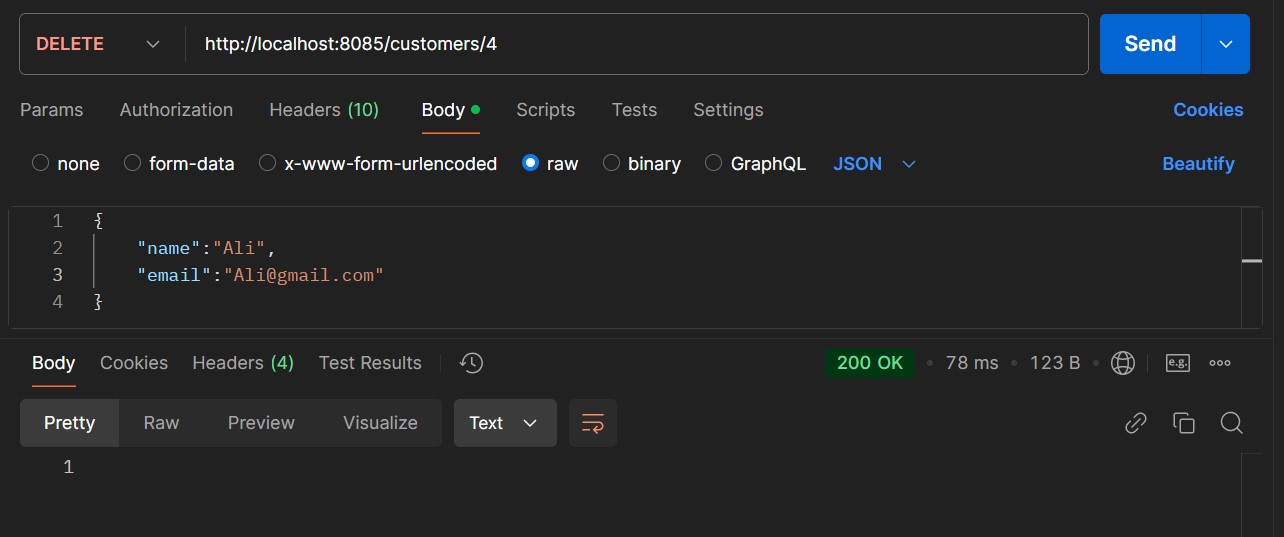 DELETE http://localhost:8085/customers/4 Send
Params Authorization Headers (10) Body Scripts Tests Settings Cookies
none form-data x-www-form-urlencoded raw binary GraphQL JSON Beautify
1 {
2 "name":"Ali",
3 "email":"Ali@gmail.com"
4 }
Body Cookies Headers (4) Test Results 200 OK 78 ms 123 B e.g.
Pretty Raw Preview Visualize Text
1